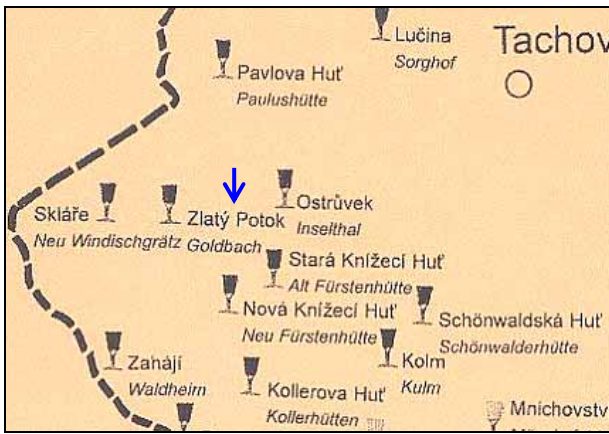 Lučina
Sorghof
Tachov
Pavlova Huť
Paulushütte
Ostrůvek
Inselthal
Skláře
Neu Windischgrätz
Zlatý Potok
Goldbach
Stará Knížecí Huť
Alt Fürstenhütte
Nová Knížecí Huť
Neu Fürstenhütte
Schönwaldská Huť
Schönwalderhütte
Zahájí
Waldheim
Kolm
Kulm
Kollerova Huť
Kollerhütten
Mnichovstv